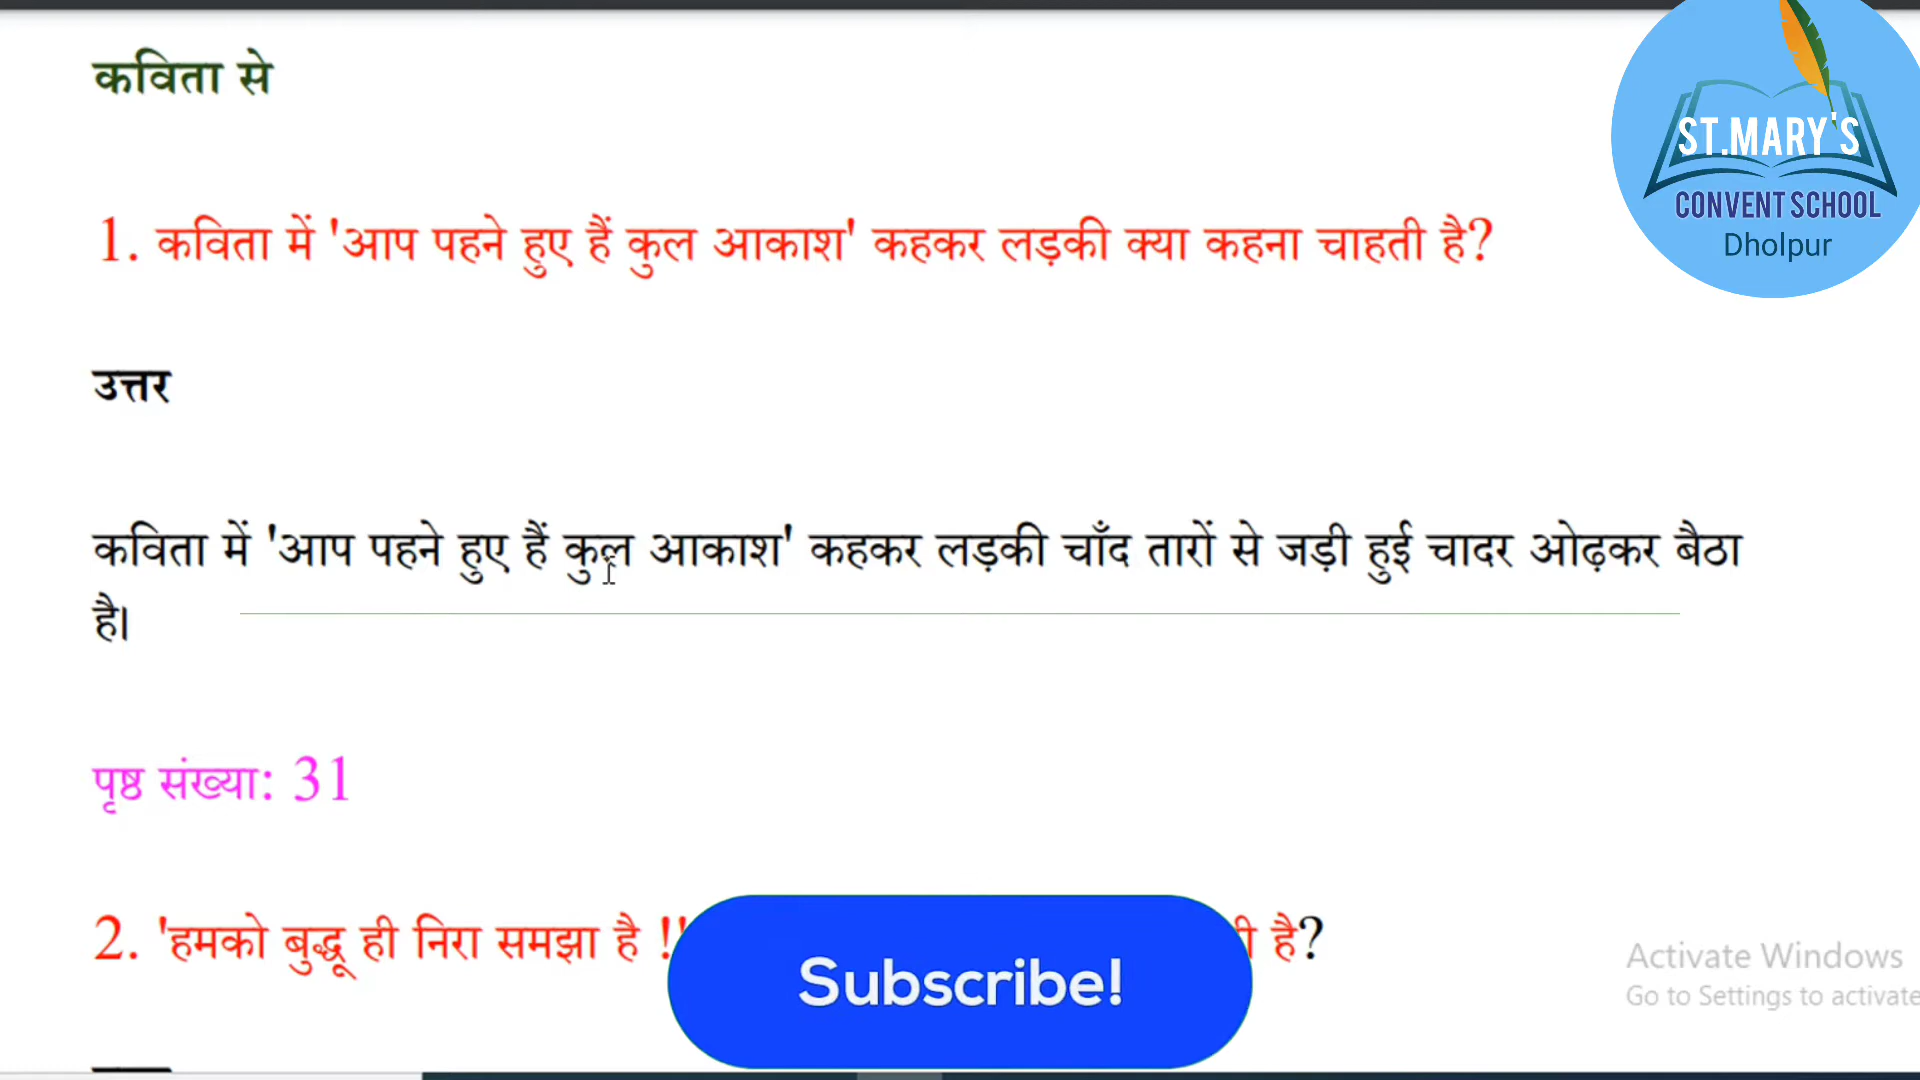 कविता से
ST.MARY'S
CONVENT SCHOOL
Dholpur
1. कविता में 'आप पहने हुए हैं कुल आकाश' कहकर लड़की क्या कहना चाहती है?
उत्तर
कविता में 'आप पहने हुए हैं कुल आकाश' कहकर लड़की चाँद तारों से जड़ी हुई चादर ओढ़कर बैठा
है।
पृष्ठ संख्या: 31
2. 'हमको बुद्धू ही निरा समझा है !!' है?
Subscribe!
Activate Windows
Go to Settings to activate